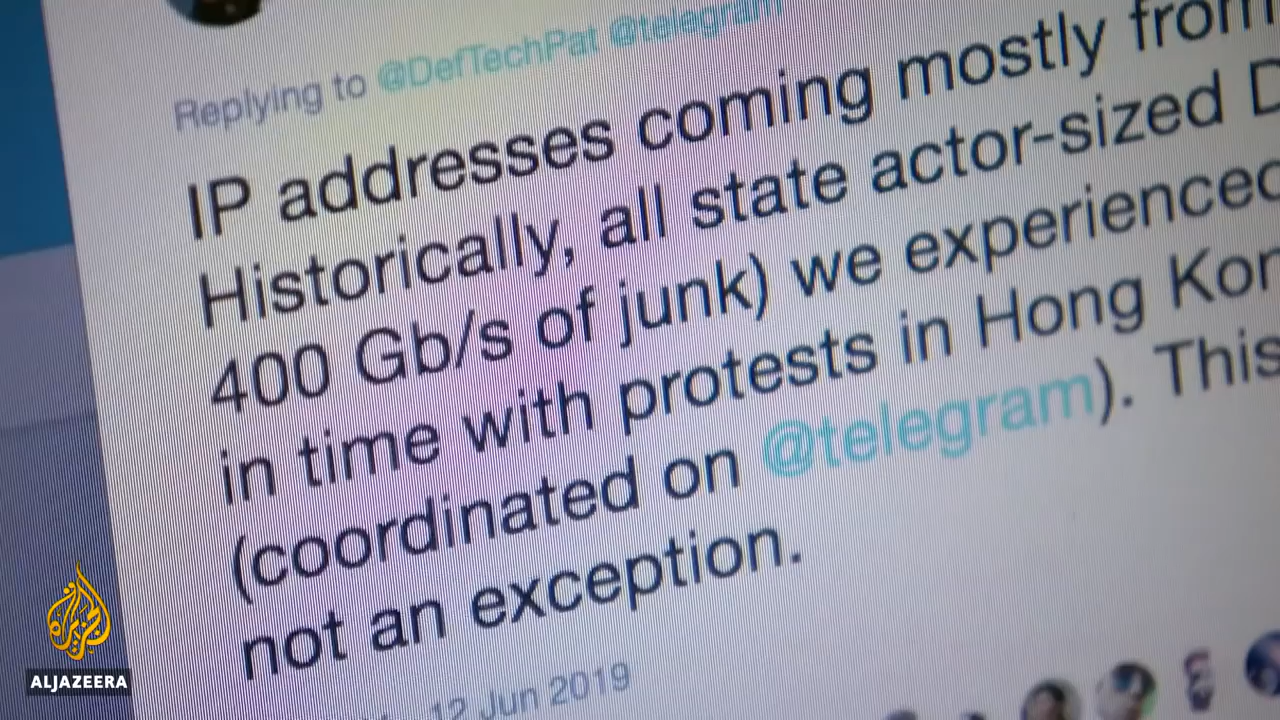 Replying to @DefTechPat @telegram
IP addresses coming mostly from
Historically, all state actor-sized D
400 Gb/s of junk) we experienced
in time with protests in Hong Kon
(coordinated on @telegram). This
not an exception.
12 Jun 2019
ALJAZEERA